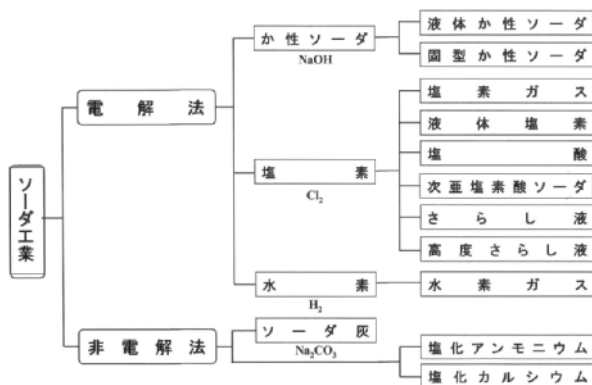 ソーダ工業
電解法
か性ソーダ
NaOH
液体か性ソーダ
固型か性ソーダ
塩素
Cl₂
塩素ガス
液体塩素
塩酸
次亜塩素酸ソーダ
さらし液
高度さらし液
水素
H₂
水素ガス
非電解法
ソーダ灰
Na₂CO₃
塩化アンモニウム
塩化カルシウム